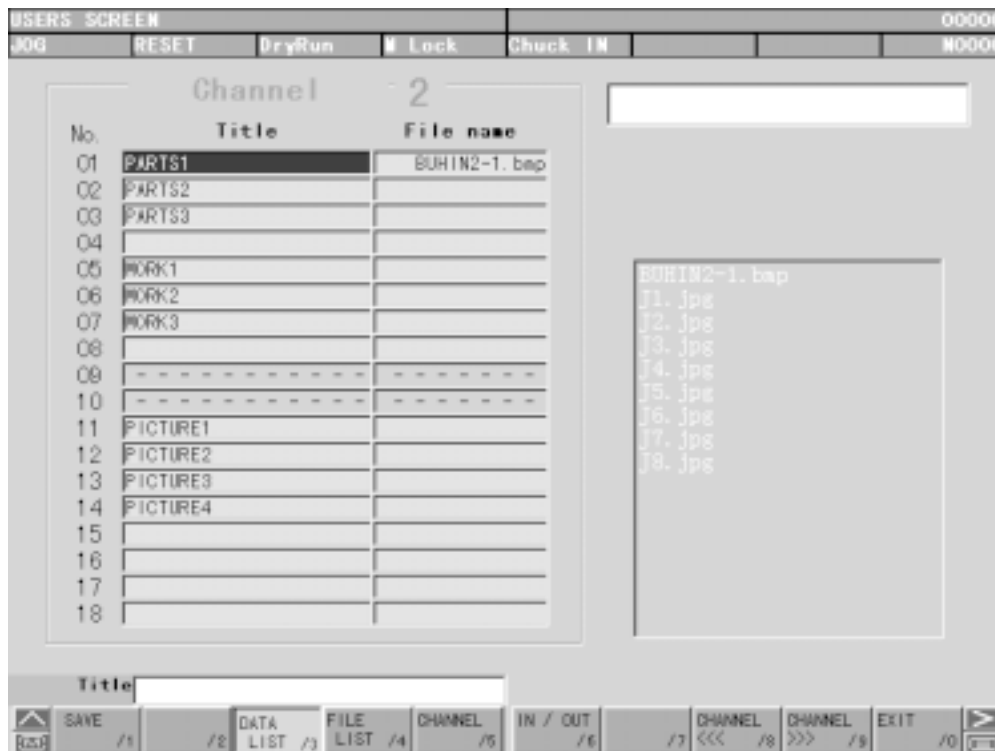 USERS SCREEN 0000
JOG RESET DryRun M Lock Chuck IN N000
Channel 2
No. Title File name
01 PARTS1 BUHIN2-1.bmp
02 PARTS2
03 PARTS3
04
05 WORK1
06 WORK2
07 WORK3
08
09 - - - - - - - - - - - - - - - - - -
10 - - - - - - - - - - - - - - - - - -
11 PICTURE1
12 PICTURE2
13 PICTURE3
14 PICTURE4
15
16
17
18
BUHIN2-1.bmp
J1.jpg
J2.jpg
J3.jpg
J4.jpg
J5.jpg
J6.jpg
J7.jpg
J8.jpg
Title
SAVE /1 /2 DATA LIST /3 FILE LIST /4 CHANNEL /5 IN / OUT /6 /7 CHANNEL <<< /8 CHANNEL >>> /9 EXIT /0 >